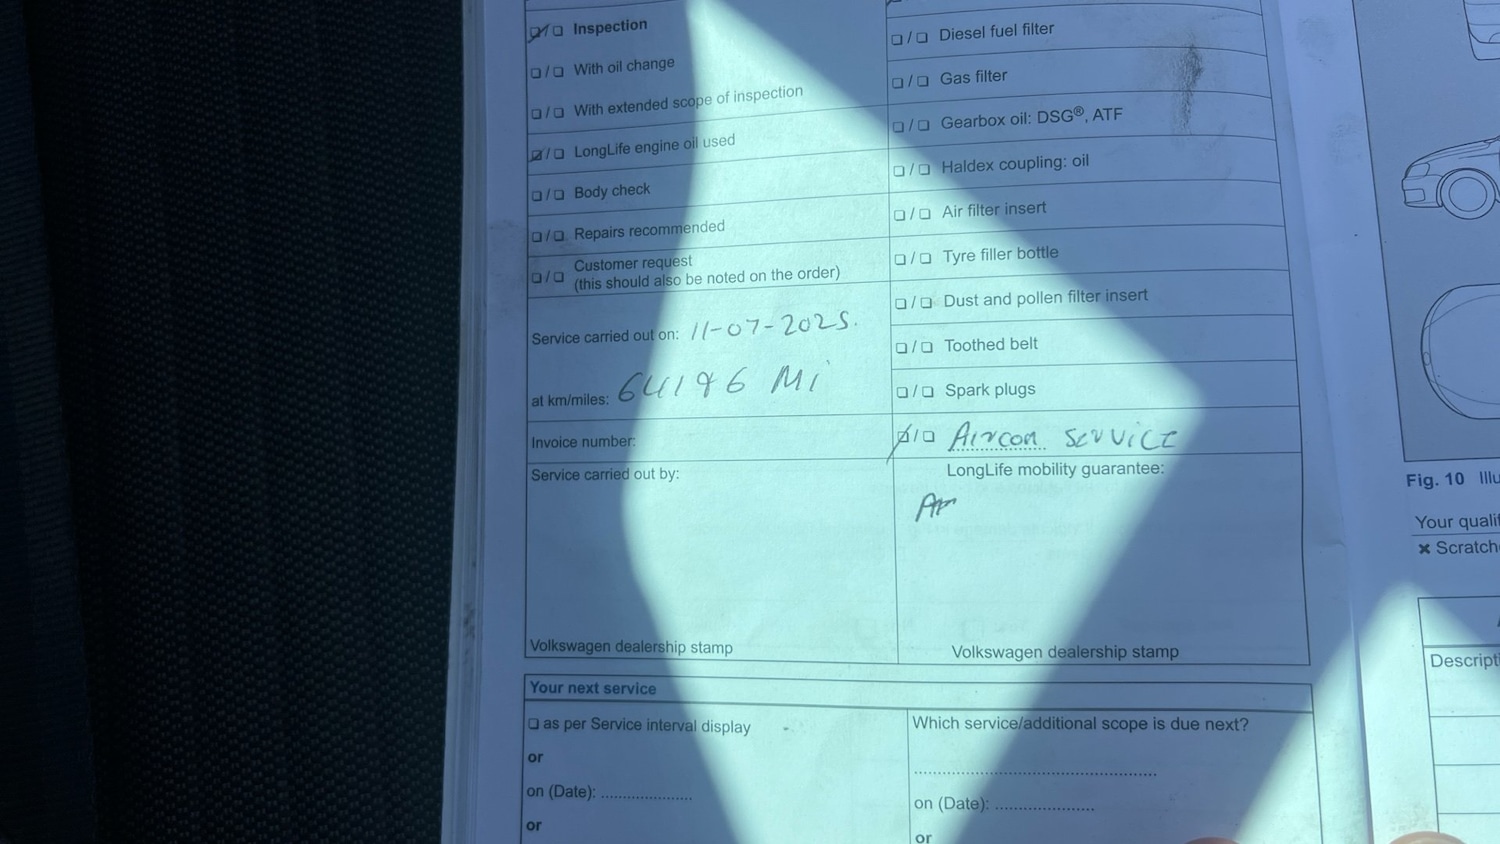 ❏/❏ Inspection
❏/❏ With oil change
❏/❏ With extended scope of inspection
❏/❏ LongLife engine oil used
❏/❏ Body check
❏/❏ Repairs recommended
❏/❏ Customer request
(this should also be noted on the order)
Service carried out on: 11-07-2025.
at km/miles: 64196 Mi
Invoice number:
Service carried out by:
Volkswagen dealership stamp
❏/❏ Diesel fuel filter
❏/❏ Gas filter
❏/❏ Gearbox oil: DSG®, ATF
❏/❏ Haldex coupling: oil
❏/❏ Air filter insert
❏/❏ Tyre filler bottle
❏/❏ Dust and pollen filter insert
❏/❏ Toothed belt
❏/❏ Spark plugs
❏/❏ Aircon service
LongLife mobility guarantee:
Volkswagen dealership stamp
Your next service
❏ as per Service interval display
or
on (Date): ....................
or
Which service/additional scope is due next?
....................................................
on (Date): .....................
or
Fig. 10 Illu
Your qualif
✖ Scratch
Descripti